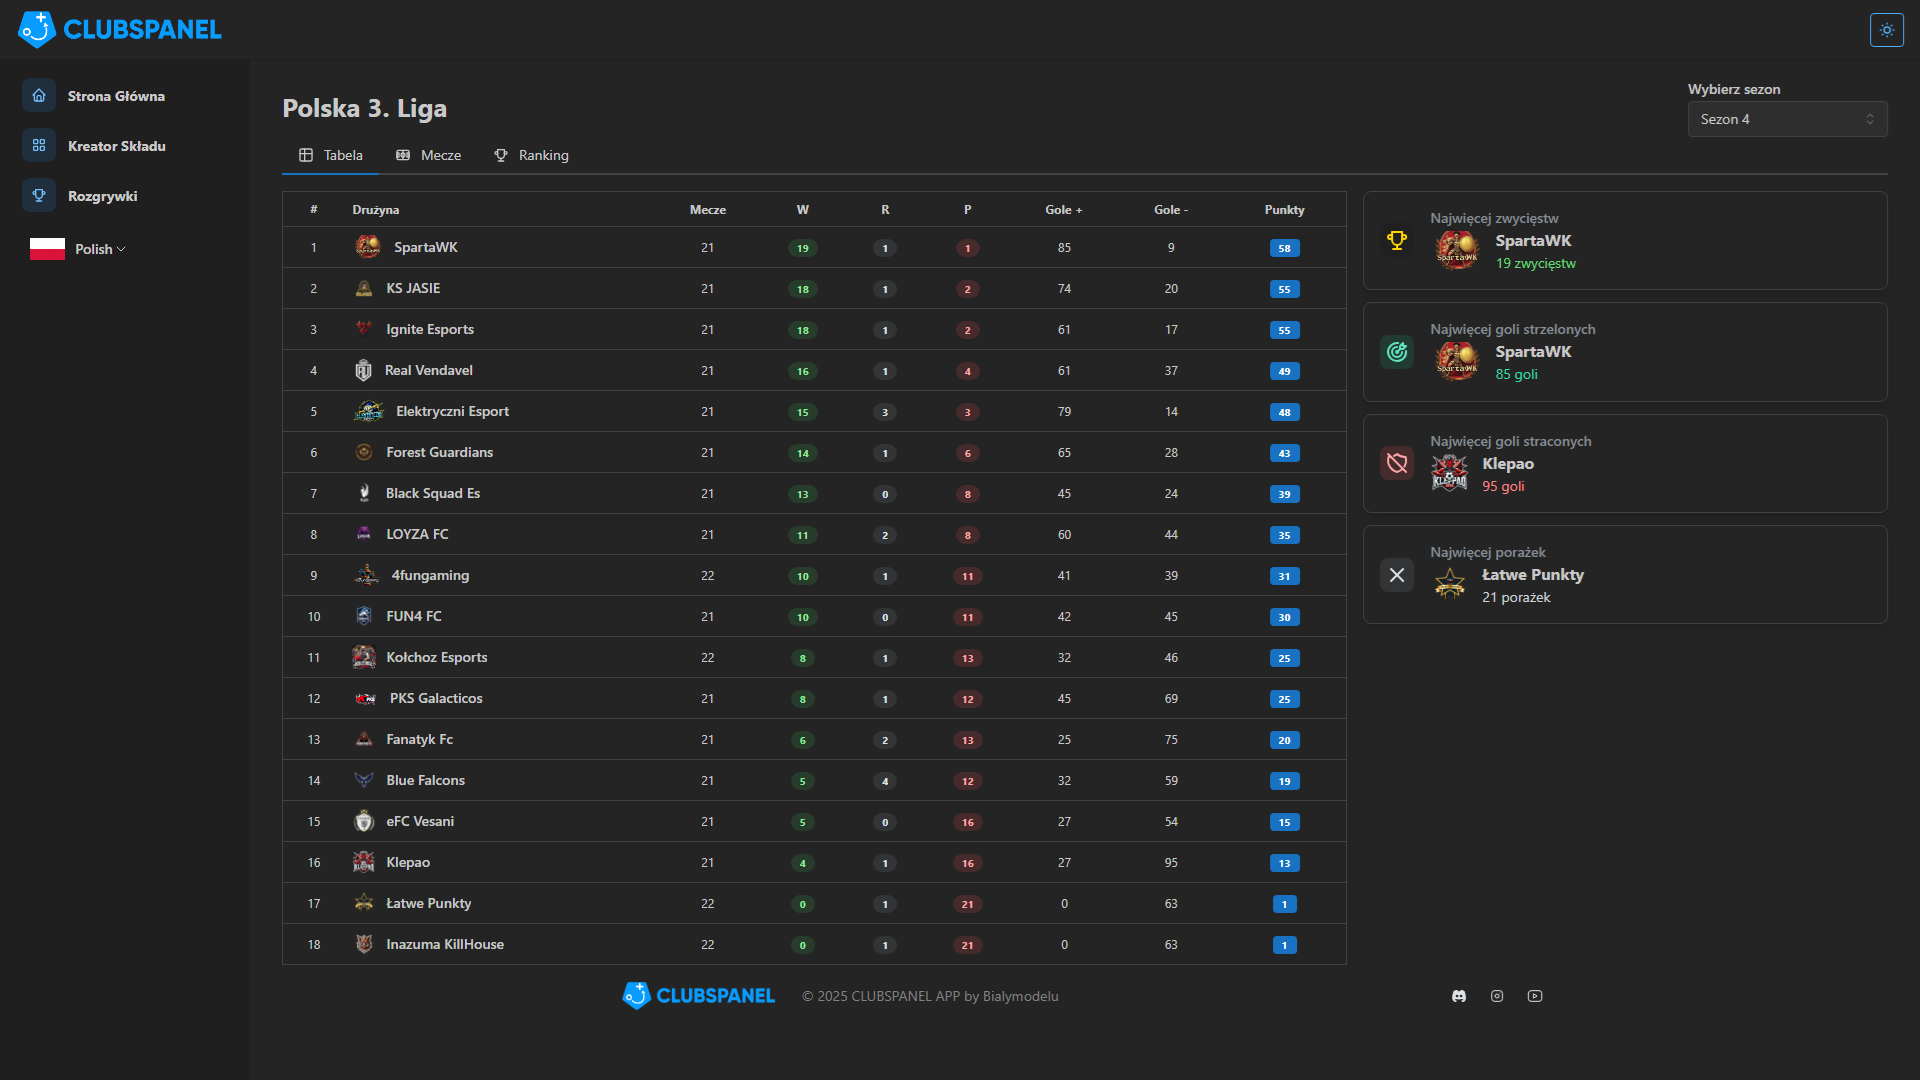 CLUBSPANEL
Strona Główna
Kreator Składu
Rozgrywki
Polish
Polska 3. Liga
Wybierz sezon
Sezon 4
Tabela Mecze Ranking
# Drużyna Mecze W R P Gole + Gole - Punkty
1 SpartaWK 21 19 1 1 85 9 58
2 KS JASIE 21 18 1 2 74 20 55
3 Ignite Esports 21 18 1 2 61 17 55
4 Real Vendavel 21 16 1 4 61 37 49
5 Elektryczni Esport 21 15 3 3 79 14 48
6 Forest Guardians 21 14 1 6 65 28 43
7 Black Squad Es 21 13 0 8 45 24 39
8 LOYZA FC 21 11 2 8 60 44 35
9 4fungaming 22 10 1 11 41 39 31
10 FUN4 FC 21 10 0 11 42 45 30
11 Kołchoz Esports 22 8 1 13 32 46 25
12 PKS Galacticos 21 8 1 12 45 69 25
13 Fanatyk Fc 21 6 2 13 25 75 20
14 Blue Falcons 21 5 4 12 32 59 19
15 eFC Vesani 21 5 0 16 27 54 15
16 Klepao 21 4 1 16 27 95 13
17 Łatwe Punkty 22 0 1 21 0 63 1
18 Inazuma KillHouse 22 0 1 21 0 63 1
Najwięcej zwycięstw
SpartaWK
19 zwycięstw
Najwięcej goli strzelonych
SpartaWK
85 goli
Najwięcej goli straconych
Klepao
95 goli
Najwięcej porażek
Łatwe Punkty
21 porażek
CLUBSPANEL © 2025 CLUBSPANEL APP by Bialymodelu